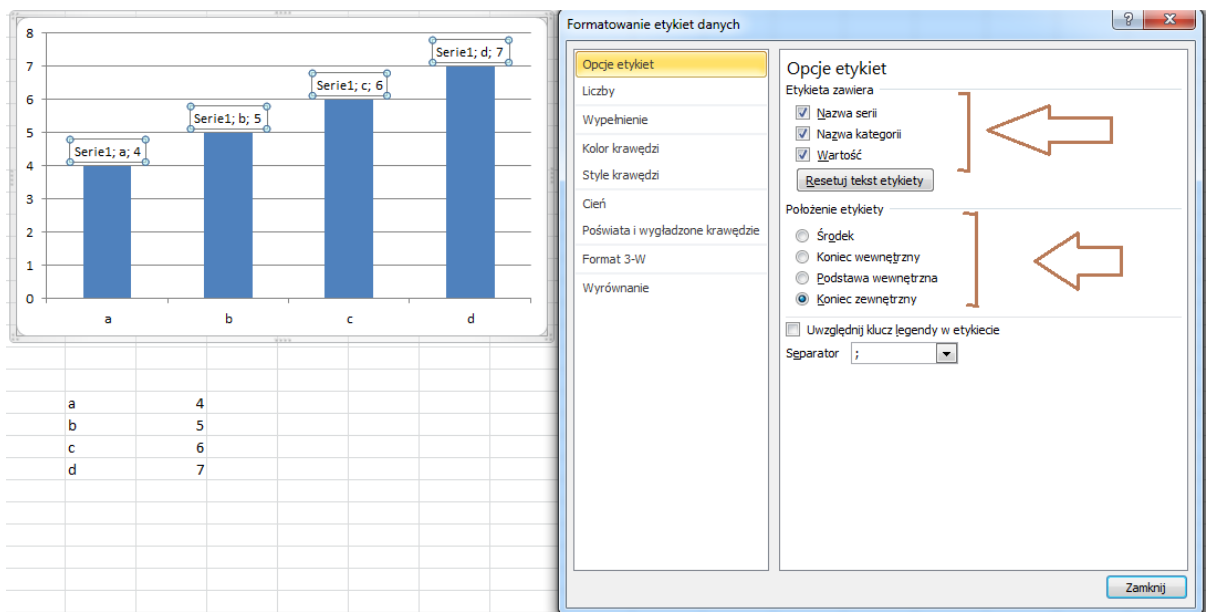 8
7
6
5
4
3
2
1
0
Serie1; a; 4
Serie1; b; 5
Serie1; c; 6
Serie1; d; 7
a b c d
a 4
b 5
c 6
d 7
Formatowanie etykiet danych
?
Opcje etykiet
Liczby
Wypełnienie
Kolor krawędzi
Style krawędzi
Cień
Poświata i wygładzone krawędzie
Format 3-W
Wyrównanie
Opcje etykiet
Etykieta zawiera
Nazwa serii
Nazwa kategorii
Wartość
Resetuj tekst etykiety
Położenie etykiety
Środek
Koniec wewnętrzny
Podstawa wewnętrzna
Koniec zewnętrzny
Uwzględnij klucz legendy w etykiecie
Separator ;
Zamknij